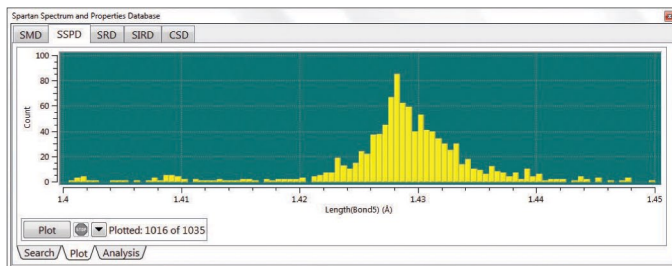 Spartan Spectrum and Properties Database
SMD SSPD SRD SIRD CSD
100
80
60
40
20
0
Count
1.4 1.41 1.42 1.43 1.44 1.45
Length(Bond5) (Å)
Plot STOP Plotted: 1016 of 1035
Search Plot Analysis